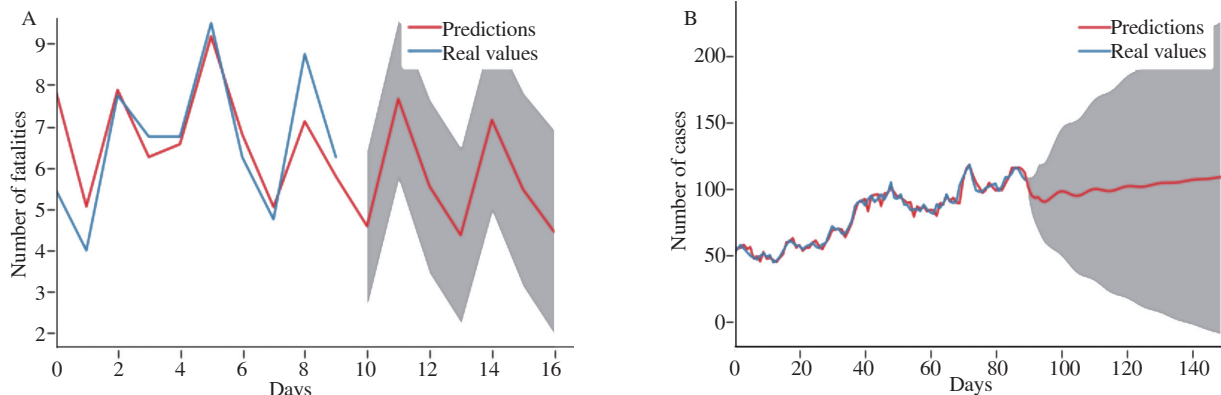 A
Number of fatalities
9
8
7
6
5
4
3
2
Predictions
Real values
0 2 4 6 8 10 12 14 16
Days
B
Number of cases
200
150
100
50
0
Predictions
Real values
0 20 40 60 80 100 120 140
Days